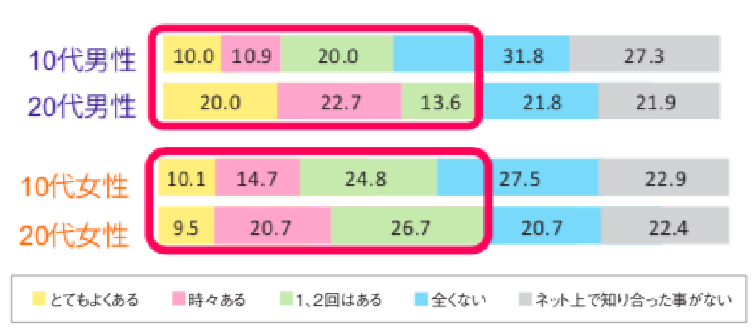 10代男性 10.0 10.9 20.0 31.8 27.3
20代男性 20.0 22.7 13.6 21.8 21.9
10代女性 10.1 14.7 24.8 27.5 22.9
20代女性 9.5 20.7 26.7 20.7 22.4
とてもよくある 時々ある 1、2回はある 全くない ネット上で知り合った事がない